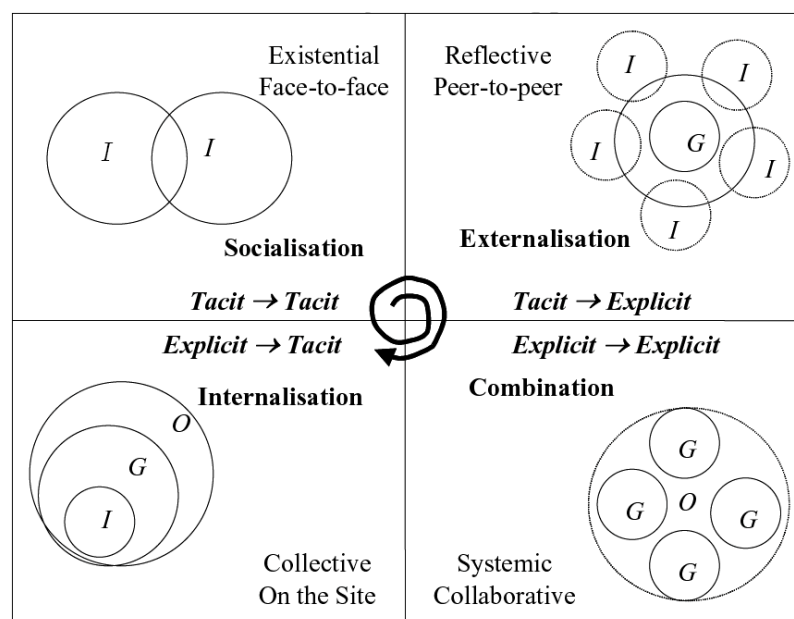 Existential
Face-to-face
I
I
Socialisation
Tacit → Tacit
Reflective
Peer-to-peer
I
I
I
G
I
I
Externalisation
Tacit → Explicit
Explicit → Tacit
Internalisation
O
G
I
Collective
On the Site
Explicit → Explicit
Combination
G
G
O
G
G
Systemic
Collaborative